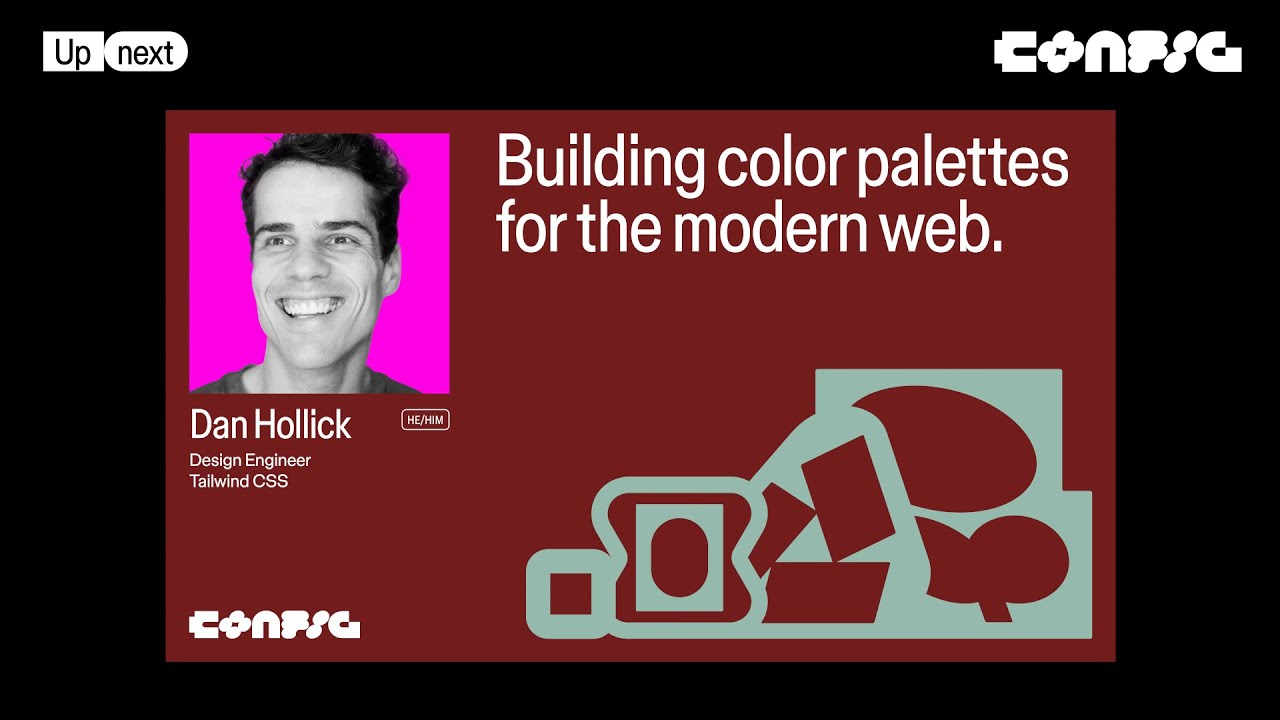 Up next
CONFIG
Building color palettes
for the modern web.
Dan Hollick
HE/HIM
Design Engineer
Tailwind CSS
CONFIG